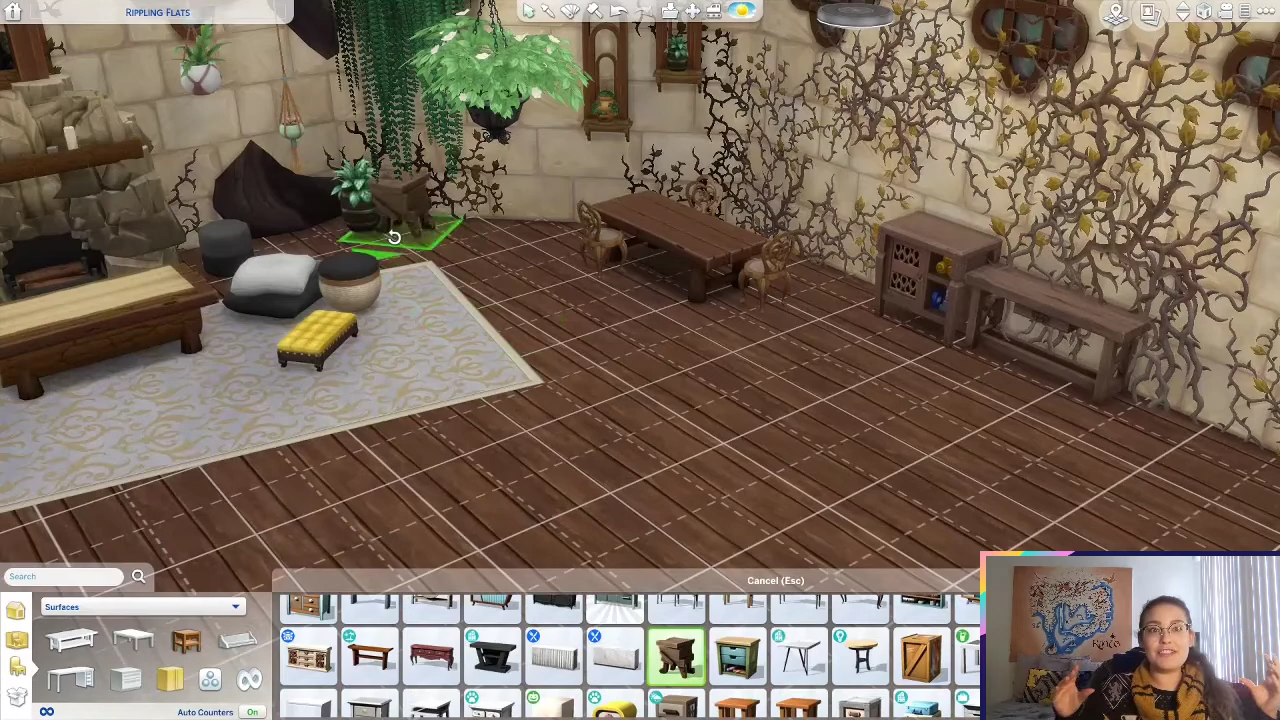 RIPPLING FLATS
Search
Cancel (Esc)
Surfaces
Auto Counters
On